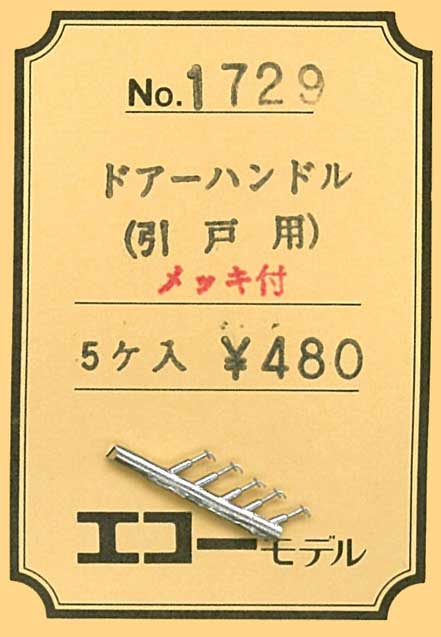 No.1729
ドアーハンドル
(引戸用)
メッキ付
5ケ入 ¥480
エコーモデル